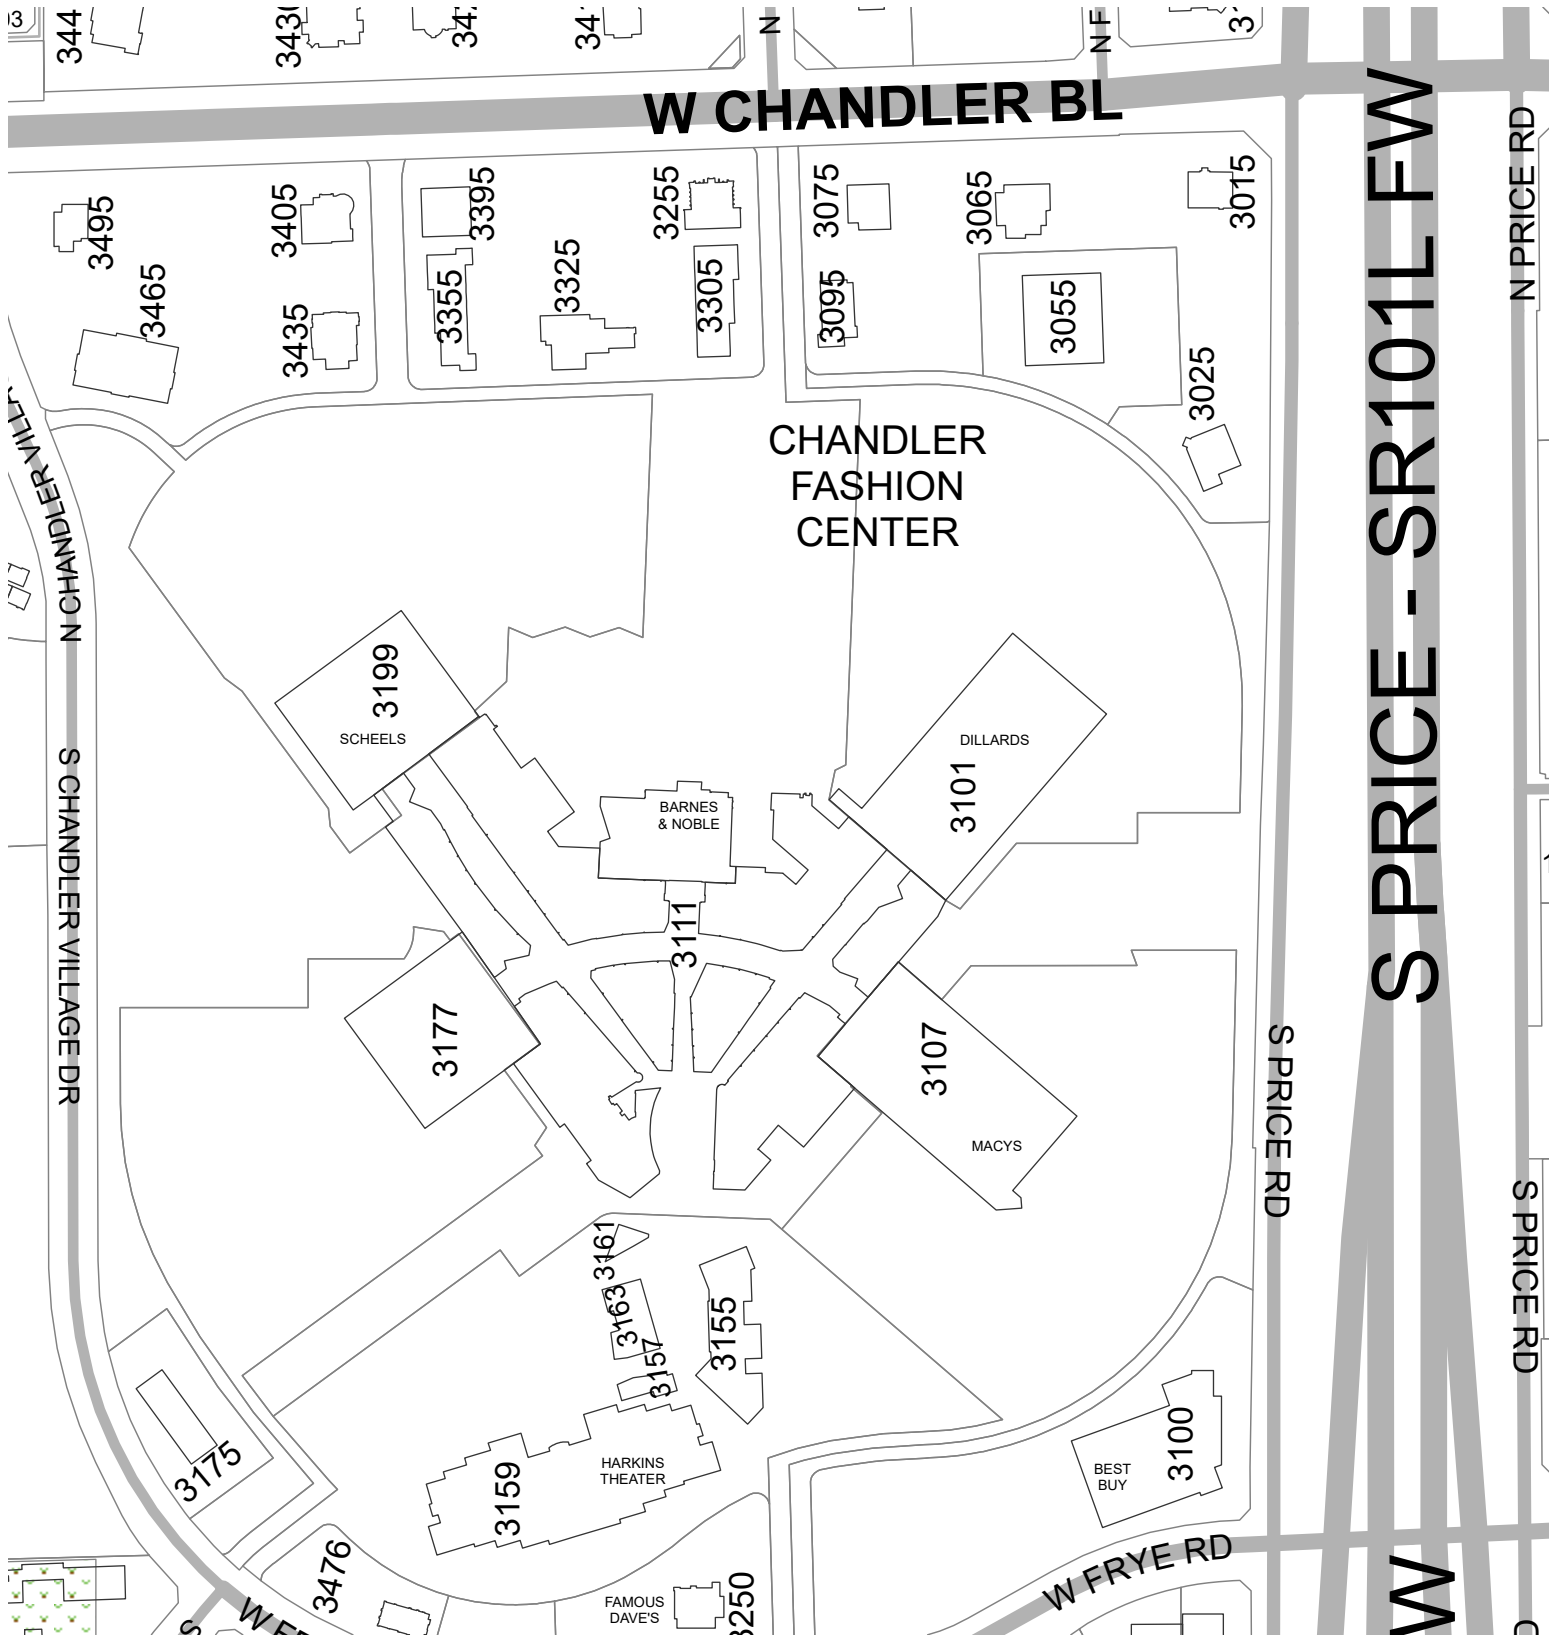 W CHANDLER BL
N
N F
3495
3405
3395
3255
3075
3065
3015
3465
3435
3355
3325
3305
3095
3055
3025
CHANDLER
FASHION
CENTER
N PRICE RD
S PRICE - SR101L FW
3199
SCHEELS
DILLARDS
3101
BARNES
& NOBLE
3111
S CHANDLER VILLAGE DR
3177
3107
MACYS
S PRICE RD
S PRICE RD
3161
3163
3157
3155
3175
3159
HARKINS
THEATER
3100
BEST
BUY
W FRYE RD
3476
FAMOUS
DAVE'S
3250
W